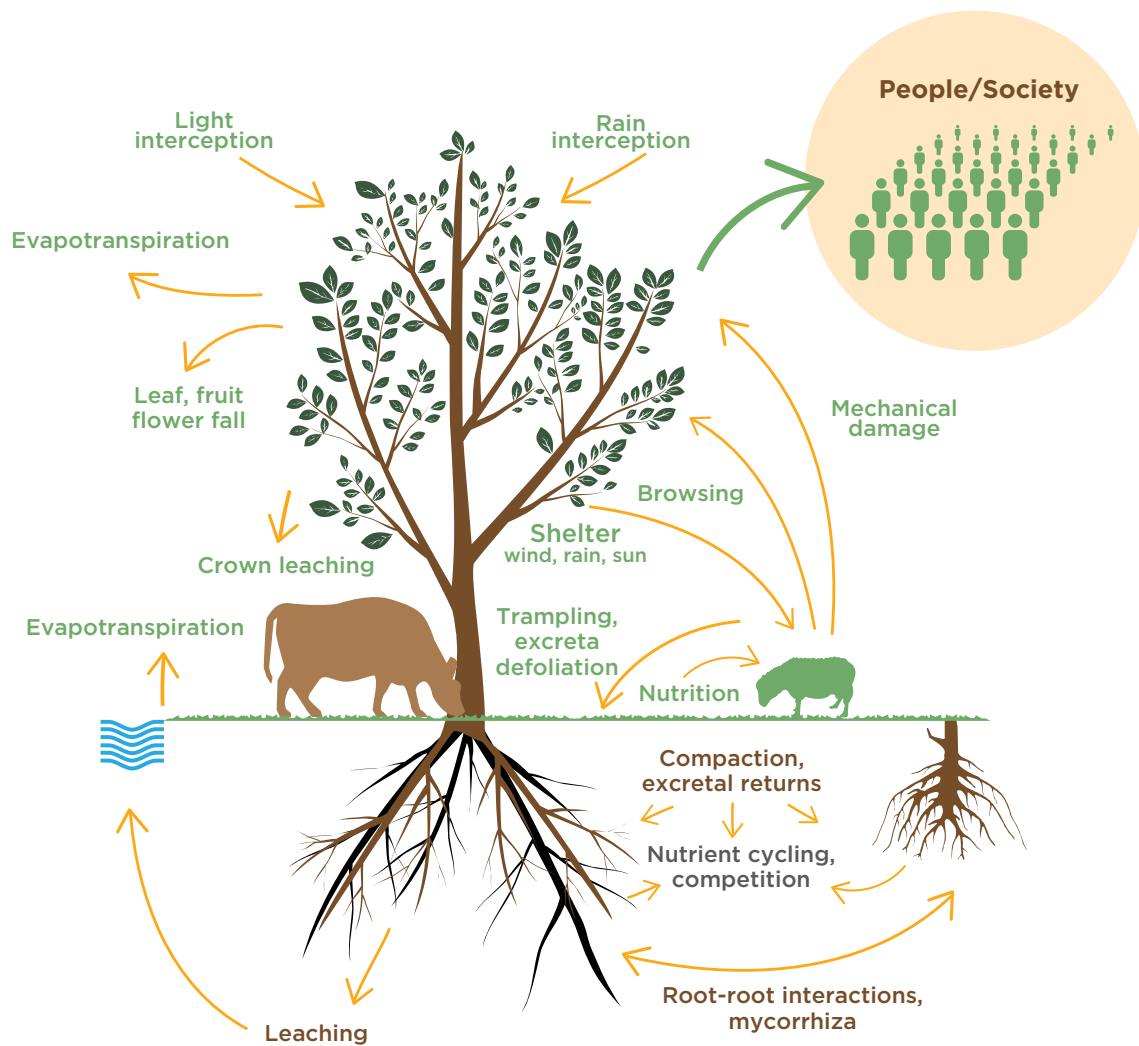 People/Society
Light
interception
Rain
interception
Evapotranspiration
Leaf, fruit
flower fall
Mechanical
damage
Browsing
Shelter
wind, rain, sun
Crown leaching
Evapotranspiration
Trampling,
excreta
defoliation
Nutrition
Compaction,
excretal returns
Nutrient cycling,
competition
Root-root interactions,
mycorrhiza
Leaching